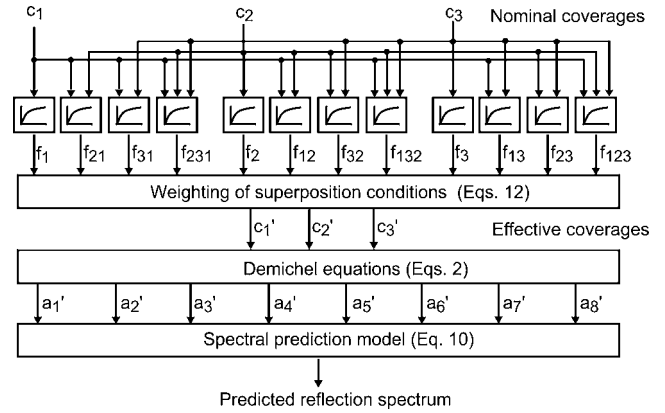 c1 c2 c3 Nominal coverages
f1 f21 f31 f231 f2 f12 f32 f132 f3 f13 f23 f123
Weighting of superposition conditions (Eqs. 12)
c1' c2' c3' Effective coverages
Demichel equations (Eqs. 2)
a1' a2' a3' a4' a5' a6' a7' a8'
Spectral prediction model (Eq. 10)
Predicted reflection spectrum